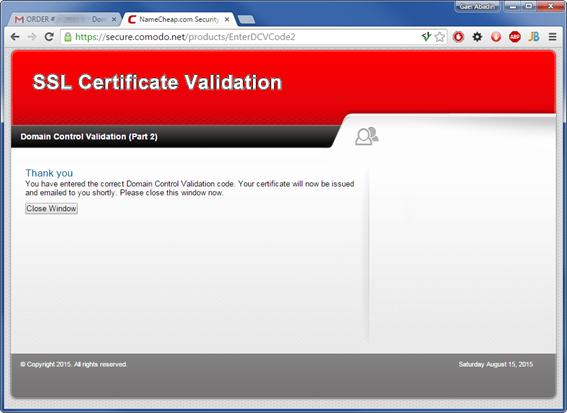 Gael Abadin
ORDER #
NameCheap.com Security
https://secure.comodo.net/products/EnterDCVCode2
ABP
JB
SSL Certificate Validation
Domain Control Validation (Part 2)
Thank you
You have entered the correct Domain Control Validation code. Your certificate will now be issued
and emailed to you shortly. Please close this window now.
Close Window
© Copyright 2015. All rights reserved.
Saturday August 15, 2015